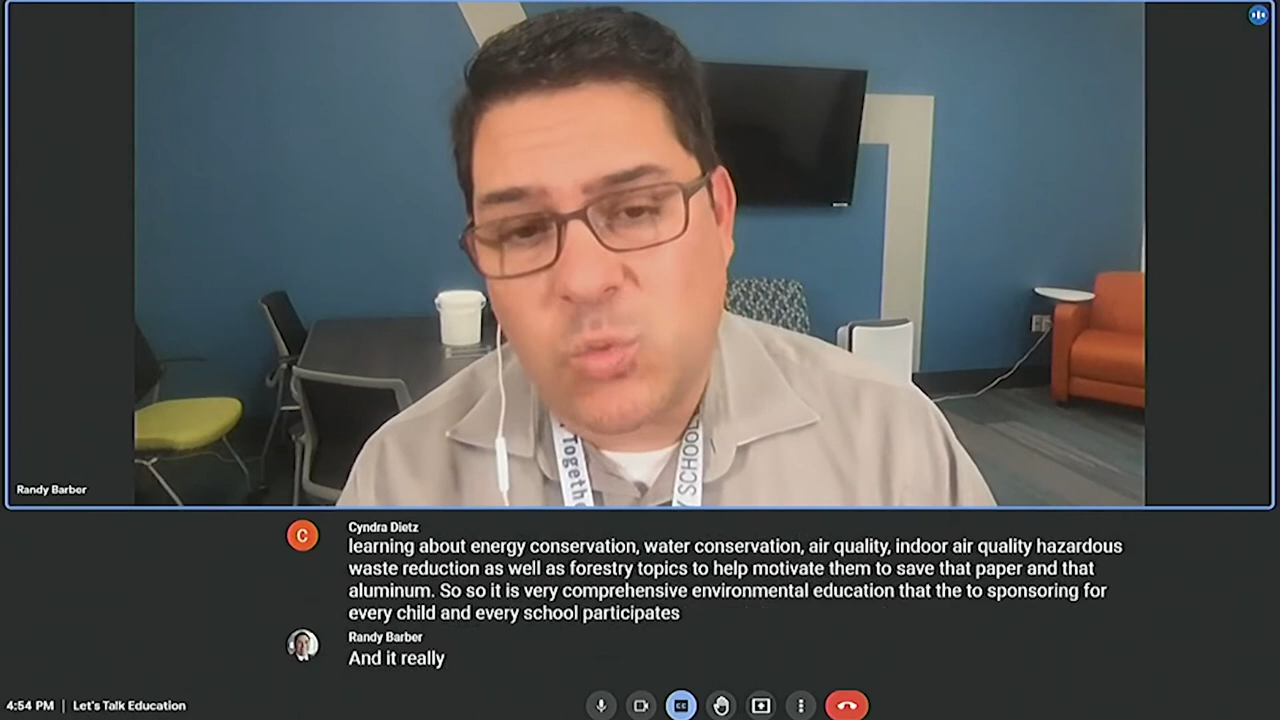 Togeth
SCHOOL
Randy Barber
Cyndra Dietz
C
learning about energy conservation, water conservation, air quality, indoor air quality hazardous
waste reduction as well as forestry topics to help motivate them to save that paper and that
aluminum. So so it is very comprehensive environmental education that the to sponsoring for
every child and every school participates
Randy Barber
And it really
4:54 PM | Let's Talk Education